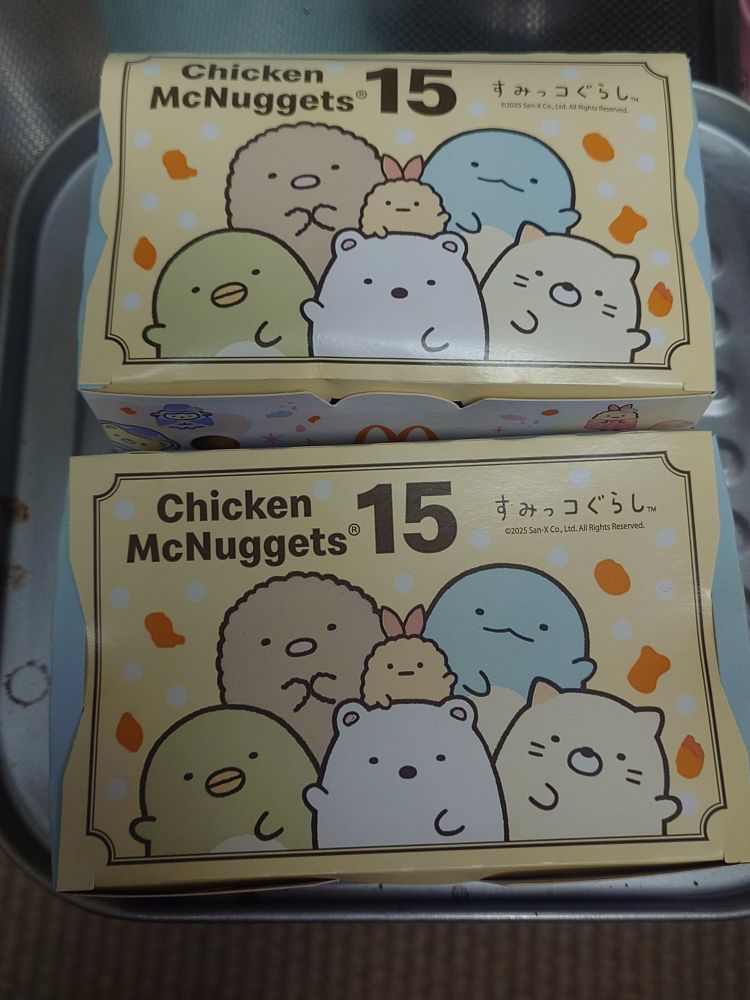 Chicken
McNuggets® 15
すみっコぐらし™
©2025 San-X Co., Ltd. All Rights Reserved.
Chicken
McNuggets® 15
すみっコぐらし™
©2025 San-X Co., Ltd. All Rights Reserved.